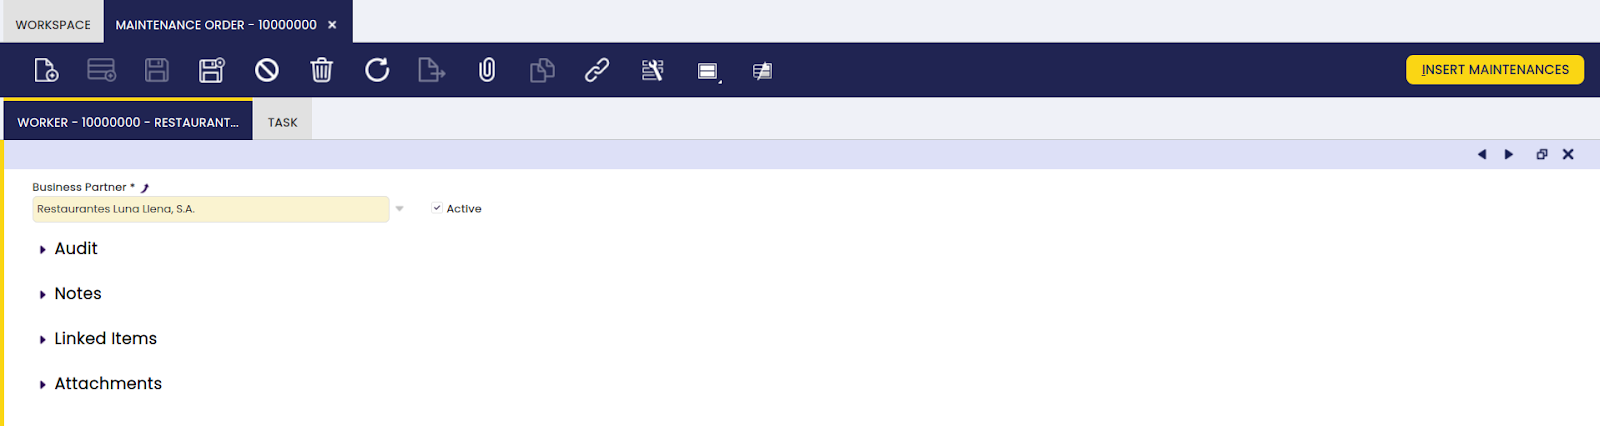 WORKSPACE
MAINTENANCE ORDER - 10000000
INSERT MAINTENANCES
WORKER - 10000000 - RESTAURANT...
TASK
Business Partner *
Restaurantes Luna Llena, S.A.
Active
Audit
Notes
Linked Items
Attachments